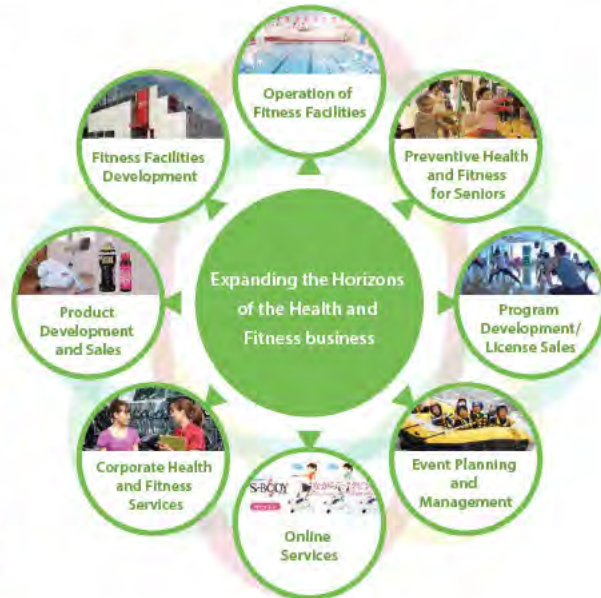 Operation of
Fitness Facilities
Preventive Health
and Fitness
for Seniors
Program
Development/
License Sales
Event Planning
and
Management
S-BODY
Online
Services
Corporate Health
and Fitness
Services
Product
Development
and Sales
Fitness Facilities
Development
Expanding the Horizons
of the Health and
Fitness business